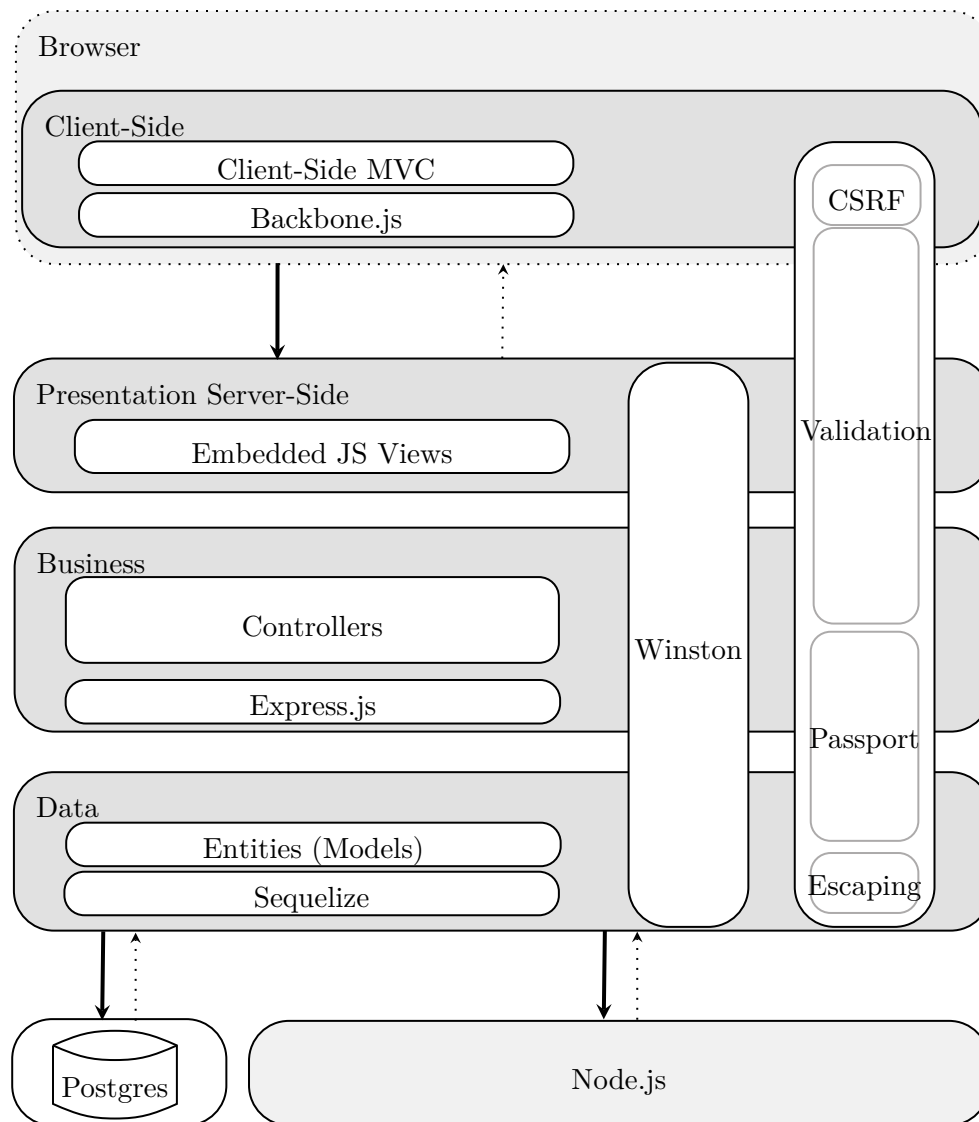 Browser
Client-Side
Client-Side MVC
Backbone.js
CSRF
Presentation Server-Side
Embedded JS Views
Validation
Business
Controllers
Express.js
Winston
Passport
Data
Entities (Models)
Sequelize
Escaping
Postgres
Node.js